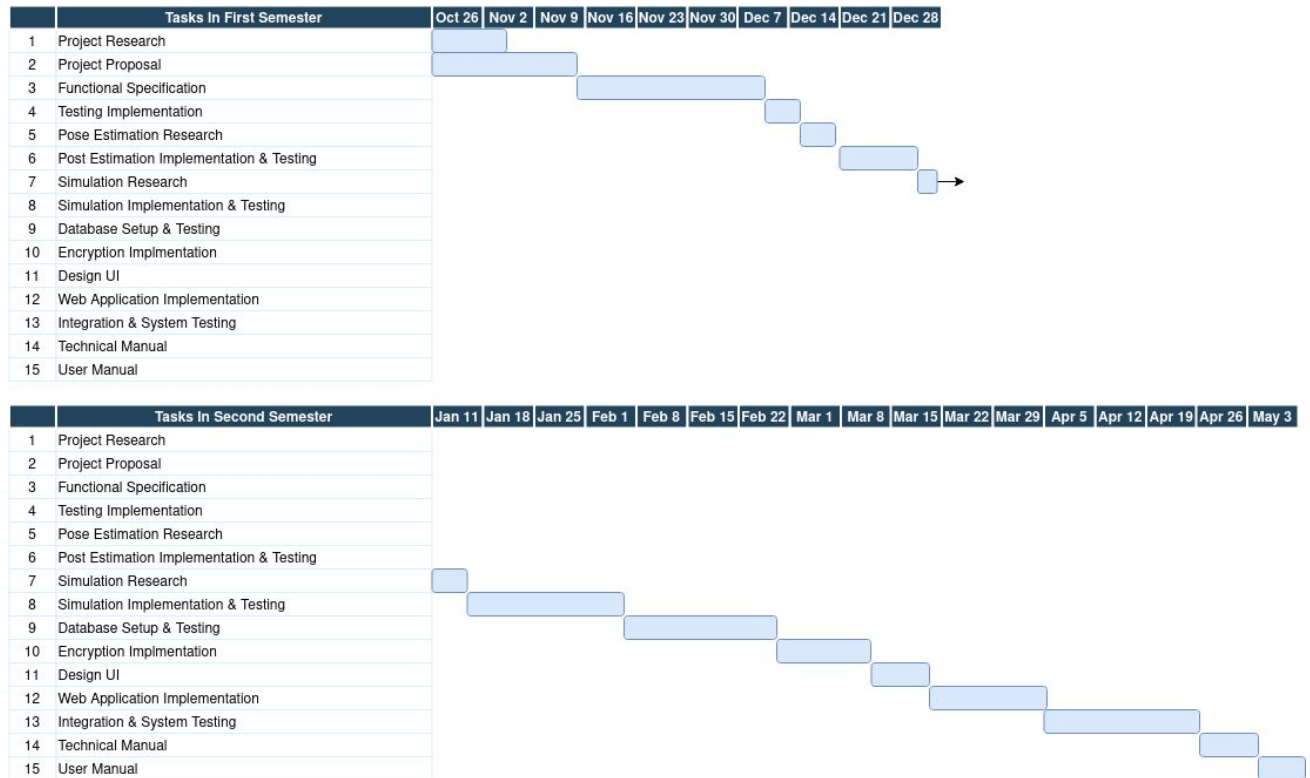 Tasks In First Semester Oct 26 Nov 2 Nov 9 Nov 16 Nov 23 Nov 30 Dec 7 Dec 14 Dec 21 Dec 28
1 Project Research
2 Project Proposal
3 Functional Specification
4 Testing Implementation
5 Pose Estimation Research
6 Post Estimation Implementation & Testing
7 Simulation Research
8 Simulation Implementation & Testing
9 Database Setup & Testing
10 Encryption Implmentation
11 Design UI
12 Web Application Implementation
13 Integration & System Testing
14 Technical Manual
15 User Manual
Tasks In Second Semester Jan 11 Jan 18 Jan 25 Feb 1 Feb 8 Feb 15 Feb 22 Mar 1 Mar 8 Mar 15 Mar 22 Mar 29 Apr 5 Apr 12 Apr 19 Apr 26 May 3
1 Project Research
2 Project Proposal
3 Functional Specification
4 Testing Implementation
5 Pose Estimation Research
6 Post Estimation Implementation & Testing
7 Simulation Research
8 Simulation Implementation & Testing
9 Database Setup & Testing
10 Encryption Implmentation
11 Design UI
12 Web Application Implementation
13 Integration & System Testing
14 Technical Manual
15 User Manual